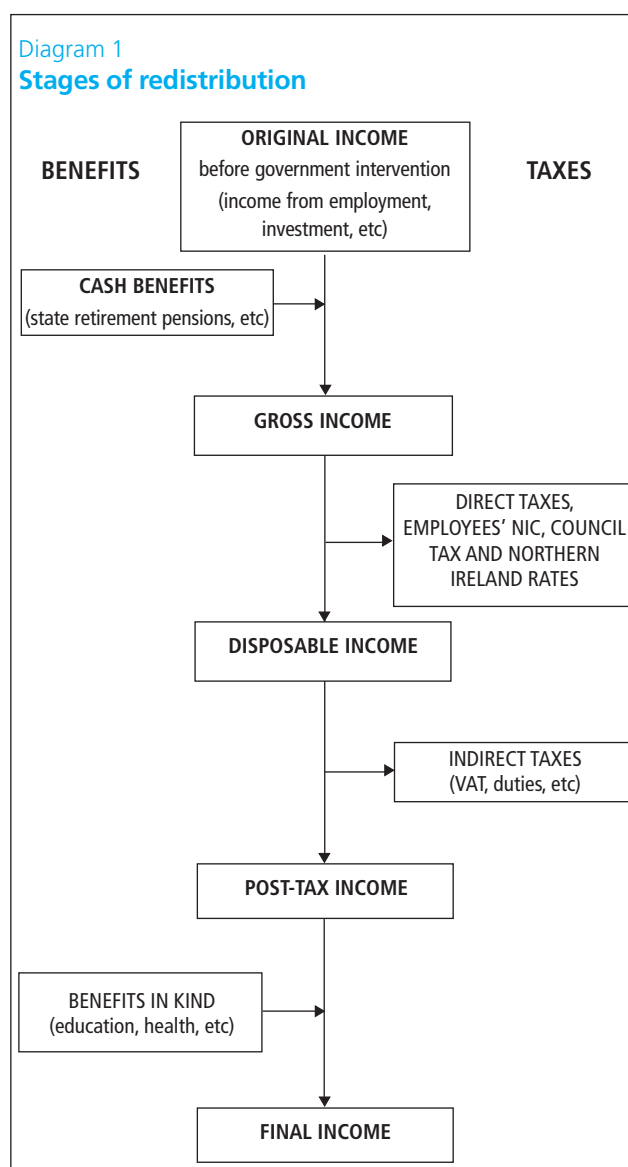 Diagram 1
Stages of redistribution
BENEFITS
ORIGINAL INCOME
before government intervention
(income from employment,
investment, etc)
TAXES
CASH BENEFITS
(state retirement pensions, etc)
GROSS INCOME
DIRECT TAXES,
EMPLOYEES' NIC, COUNCIL
TAX AND NORTHERN
IRELAND RATES
DISPOSABLE INCOME
INDIRECT TAXES
(VAT, duties, etc)
POST-TAX INCOME
BENEFITS IN KIND
(education, health, etc)
FINAL INCOME